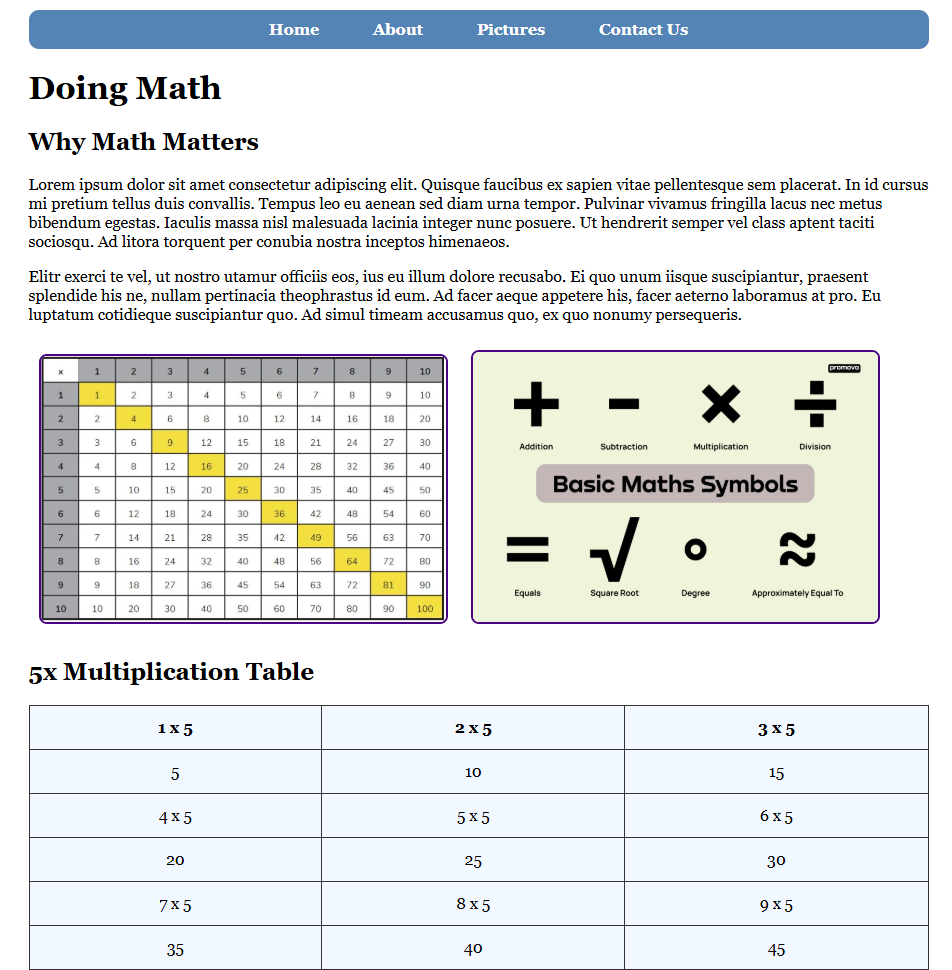 Home About Pictures Contact Us
Doing Math
Why Math Matters
Lorem ipsum dolor sit amet consectetur adipiscing elit. Quisque faucibus ex sapien vitae pellentesque sem placerat. In id cursus
mi pretium tellus duis convallis. Tempus leo eu aenean sed diam urna tempor. Pulvinar vivamus fringilla lacus nec metus
bibendum egestas. Iaculis massa nisl malesuada lacinia integer nunc posuere. Ut hendrerit semper vel class aptent taciti
sociosqu. Ad litora torquent per conubia nostra inceptos himenaeos.
Elitr exerci te vel, ut nostro utamur officiis eos, ius eu illum dolore recusabo. Ei quo unum iisque suscipiantur, praesent
splendide his ne, nullam pertinacia theophrastus id eum. Ad facer aeque appetere his, facer aeterno laboramus at pro. Eu
luptatum cotidieque suscipiantur quo. Ad simul timeam accusamus quo, ex quo nonumy persequeris.
x 1 2 3 4 5 6 7 8 9 10
1 1 2 3 4 5 6 7 8 9 10
2 2 4 6 8 10 12 14 16 18 20
3 3 6 9 12 15 18 21 24 27 30
4 4 8 12 16 20 24 28 32 36 40
5 5 10 15 20 25 30 35 40 45 50
6 6 12 18 24 30 36 42 48 54 60
7 7 14 21 28 35 42 49 56 63 70
8 8 16 24 32 40 48 56 64 72 80
9 9 18 27 36 45 54 63 72 81 90
10 10 20 30 40 50 60 70 80 90 100
promova
+ − × ÷
Addition Subtraction Multiplication Division
Basic Maths Symbols
= √ ° ≈
Equals Square Root Degree Approximately Equal To
5x Multiplication Table
1 x 5 2 x 5 3 x 5
5 10 15
4 x 5 5 x 5 6 x 5
20 25 30
7 x 5 8 x 5 9 x 5
35 40 45